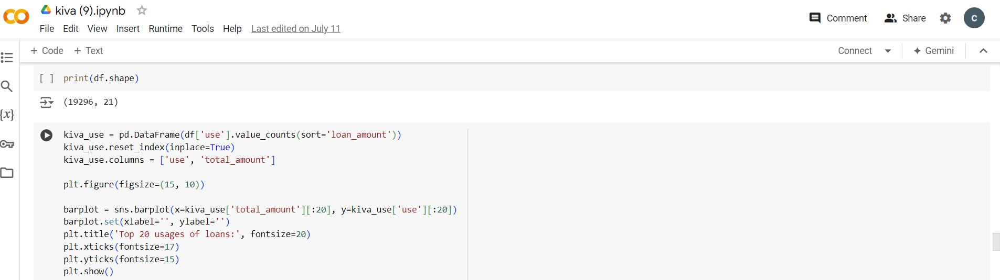 kiva (9).ipynb
File Edit View Insert Runtime Tools Help Last edited on July 11
Comment Share C
+ Code + Text
Connect Gemini
[ ] print(df.shape)
(19296, 21)
{x}
kiva_use = pd.DataFrame(df['use'].value_counts(sort='loan_amount'))
kiva_use.reset_index(inplace=True)
kiva_use.columns = ['use', 'total_amount']
plt.figure(figsize=(15, 10))
barplot = sns.barplot(x=kiva_use['total_amount'][:20], y=kiva_use['use'][:20])
barplot.set(xlabel='', ylabel='')
plt.title('Top 20 usages of loans:', fontsize=20)
plt.xticks(fontsize=17)
plt.yticks(fontsize=15)
plt.show()